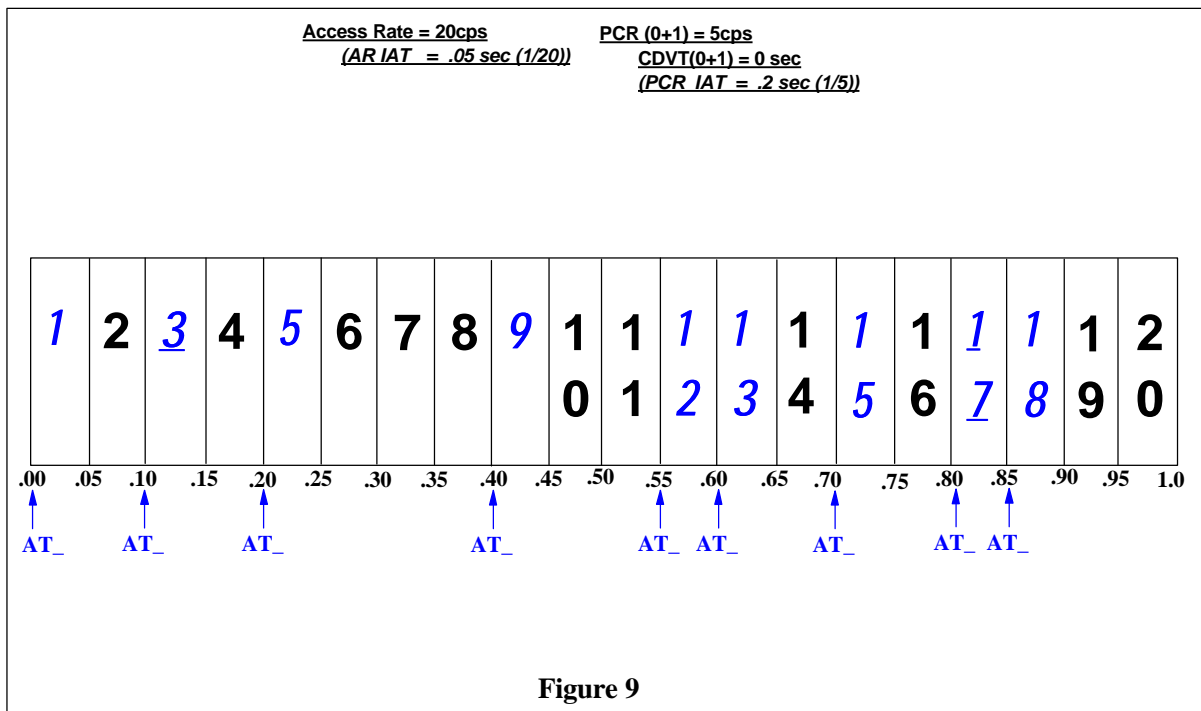 Access Rate = 20cps PCR (0+1) = 5cps
(AR IAT = .05 sec (1/20)) CDVT(0+1) = 0 sec
(PCR IAT = .2 sec (1/5))
1 2 3 4 5 6 7 8 9 1 1 1 1 1 1 1 1 1 1 2
0 1 2 3 4 5 6 7 8 9 0
.00 .05 .10 .15 .20 .25 .30 .35 .40 .45 .50 .55 .60 .65 .70 .75 .80 .85 .90 .95 1.0
AT_ AT_ AT_ AT_ AT_ AT_ AT_ AT_ AT_
Figure 9